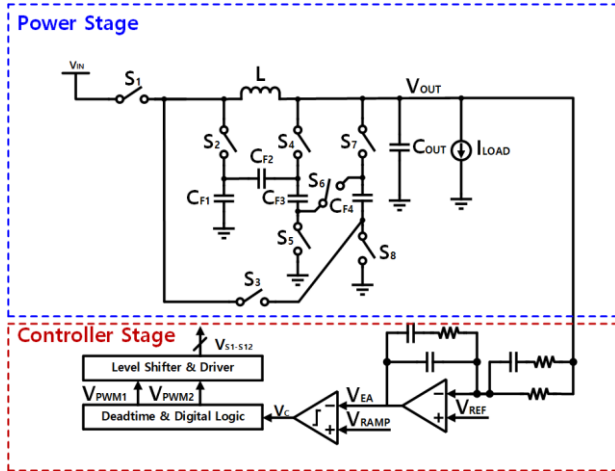 Power Stage
VIN
S1
L
VOUT
S2
S4
S7
CF2
S6
COUT
ILOAD
CF1
CF3
CF4
S5
S8
S3
Controller Stage
VS1-S12
Level Shifter & Driver
VPWM1
VPWM2
Deadtime & Digital Logic
VC
VEA
VRAMP
VREF